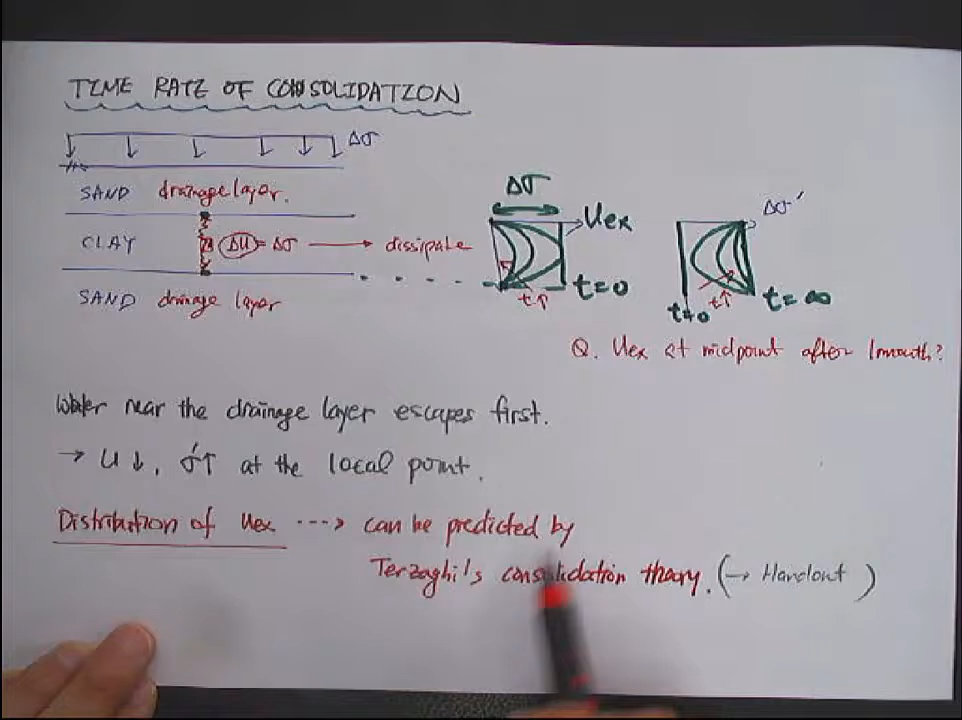 TIME RATE OF CONSOLIDATION
Δσ
SAND drainage layer.
CLAY ΔU = Δσ → dissipate
SAND drainage layer
Δσ
Uex
t=0
t↑
Δσ'
t=0
t↑
t=∞
Q. Uex at midpoint after 1 month?
Water near the drainage layer escapes first.
→ U↓, σ'↑ at the local point.
Distribution of Uex ---> can be predicted by
Terzaghi's consolidation theory. (→ Handout )